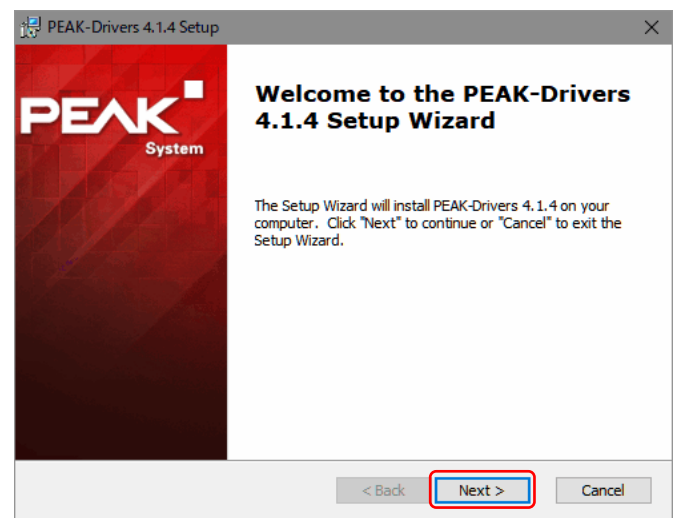 PEAK-Drivers 4.1.4 Setup
PEAK
System
Welcome to the PEAK-Drivers
4.1.4 Setup Wizard
The Setup Wizard will install PEAK-Drivers 4.1.4 on your
computer. Click "Next" to continue or "Cancel" to exit the
Setup Wizard.
< Back Next > Cancel